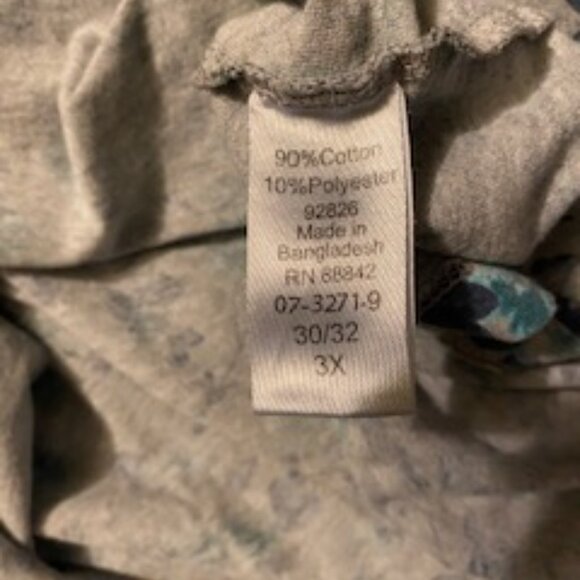 90%Cotton
10%Polyester
92826
Made in
Bangladesh
RN 68842
07-3271-9
30/32
3X